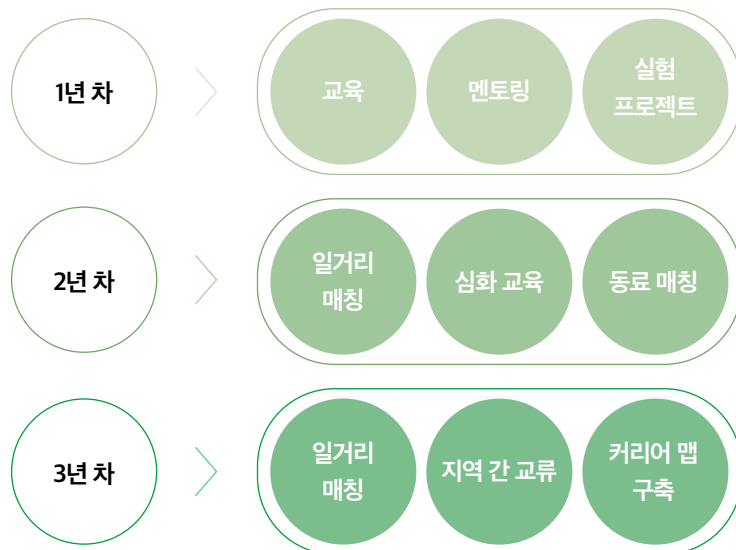 1년 차
교육
멘토링
실험
프로젝트
2년 차
일거리
매칭
심화 교육
동료 매칭
3년 차
일거리
매칭
지역 간 교류
커리어 맵
구축